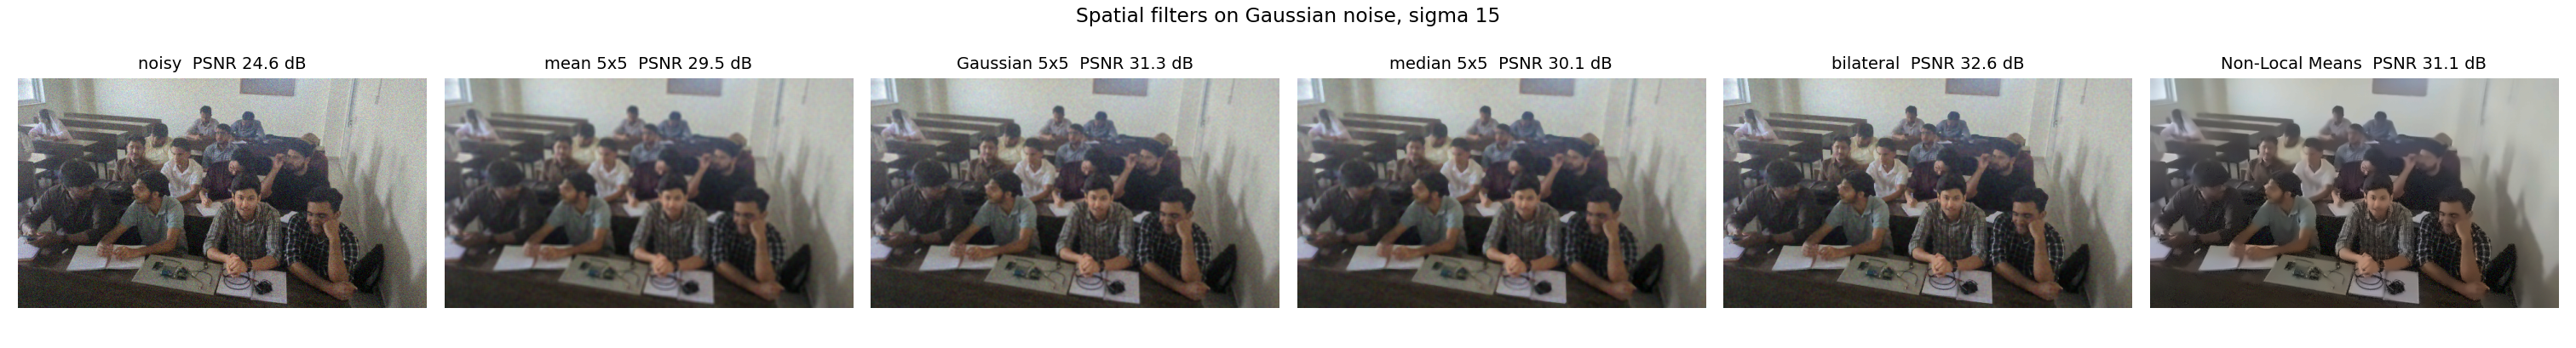 Spatial filters on Gaussian noise, sigma 15
noisy  PSNR 24.6 dB
mean 5x5  PSNR 29.5 dB
Gaussian 5x5  PSNR 31.3 dB
median 5x5  PSNR 30.1 dB
bilateral  PSNR 32.6 dB
Non-Local Means  PSNR 31.1 dB